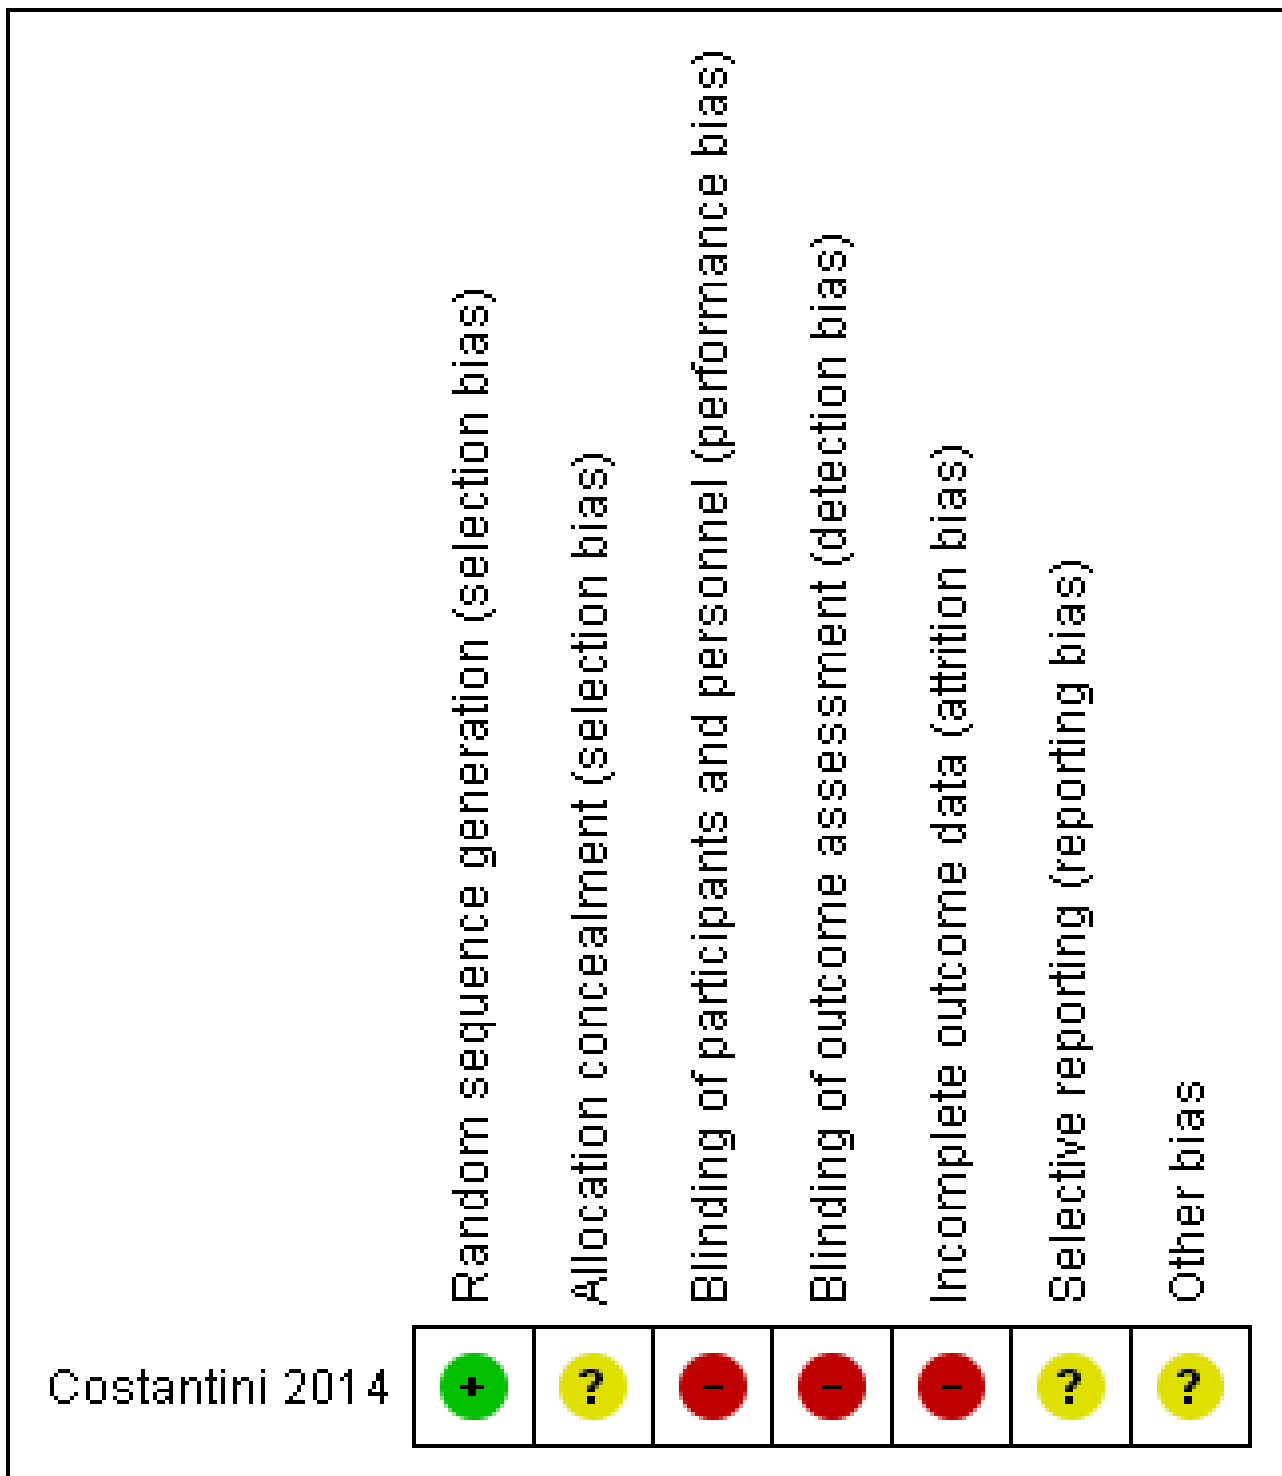 Random sequence generation (selection bias)
Allocation concealment (selection bias)
Blinding of participants and personnel (performance bias)
Blinding of outcome assessment (detection bias)
Incomplete outcome data (attrition bias)
Selective reporting (reporting bias)
Other bias
Costantini 2014 + ? - - - ? ?